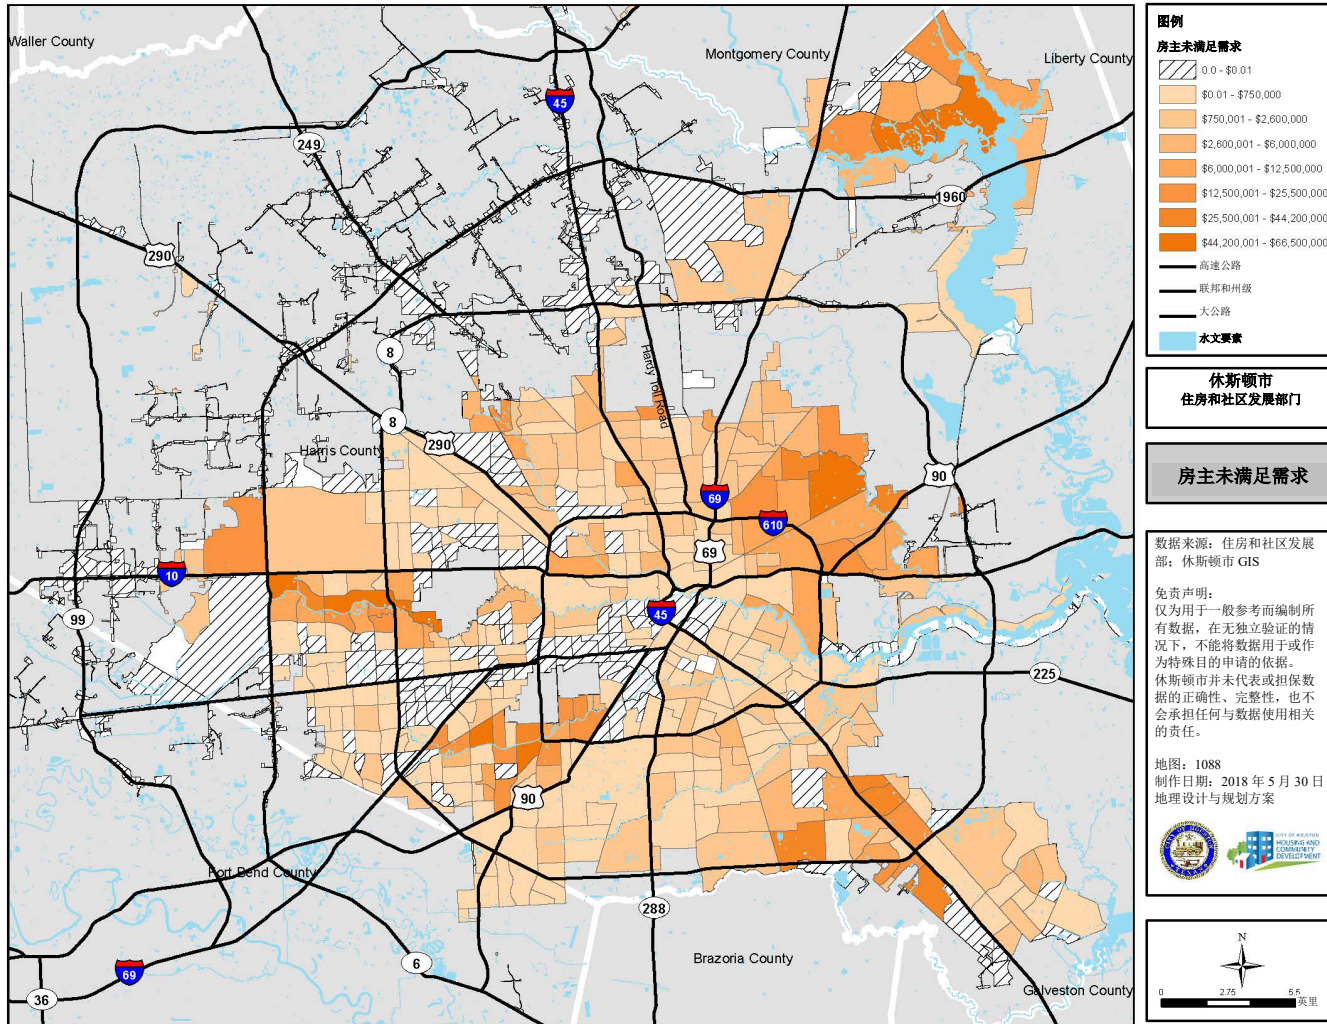 Waller County
Montgomery County
Liberty County
45
249
1960
290
8
Hardy Toll Road
8
290
Harris County
90
69
610
69
10
45
99
225
90
Fort Bend County
288
6
69
36
Brazoria County
Galveston County
图例
房主未满足需求
0.0 - $0.01
$0.01 - $750,000
$750,001 - $2,600,000
$2,600,001 - $6,000,000
$6,000,001 - $12,500,000
$12,500,001 - $25,500,000
$25,500,001 - $44,200,000
$44,200,001 - $66,500,000
高速公路
联邦和州级
大公路
水文要素
休斯顿市
住房和社区发展部门
房主未满足需求
数据来源：住房和社区发展
部；休斯顿市 GIS
免责声明：
仅为用于一般参考而编制所
有数据，在无独立验证的情
况下，不能将数据用于或作
为特殊目的申请的依据。
休斯顿市并未代表或担保数
据的正确性、完整性，也不
会承担任何与数据使用相关
的责任。
地图：1088
制作日期：2018 年 5 月 30 日
地理设计与规划方案
CITY OF HOUSTON
HOUSING AND
COMMUNITY
DEVELOPMENT
N
0 2.75 5.5
英里